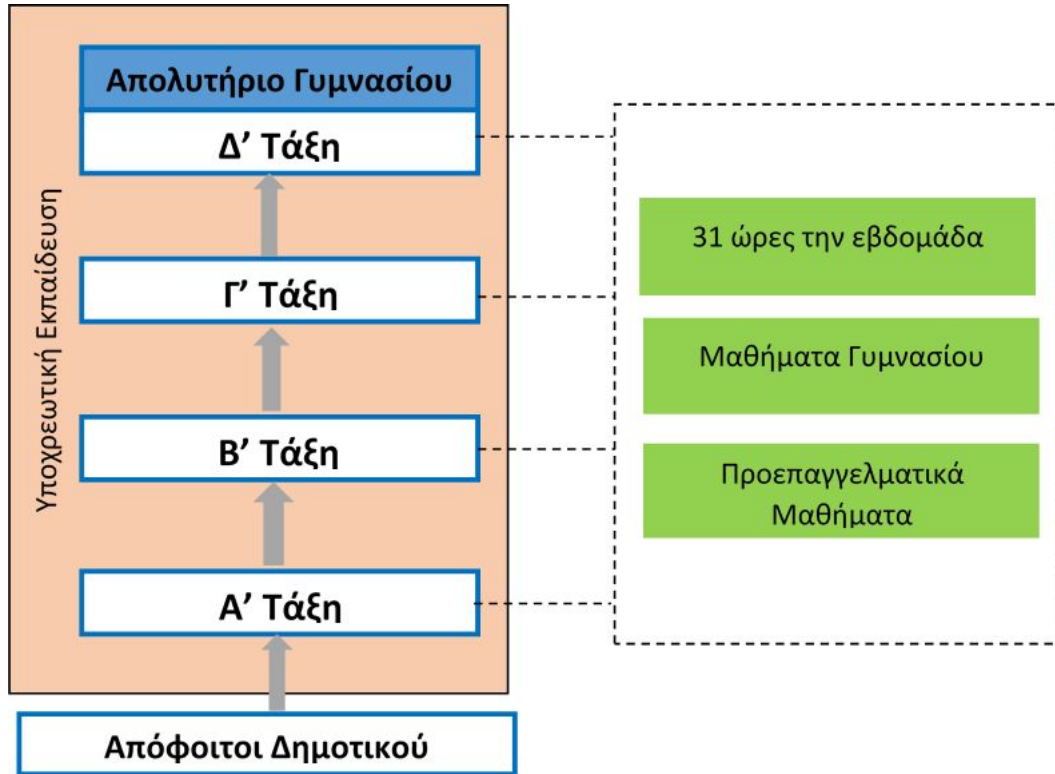 Απολυτήριο Γυμνασίου
Δ’ Τάξη
Γ’ Τάξη
Β’ Τάξη
Α’ Τάξη
Απόφοιτοι Δημοτικού
Υποχρεωτική Εκπαίδευση
31 ώρες την εβδομάδα
Μαθήματα Γυμνασίου
Προεπαγγελματικά
Μαθήματα